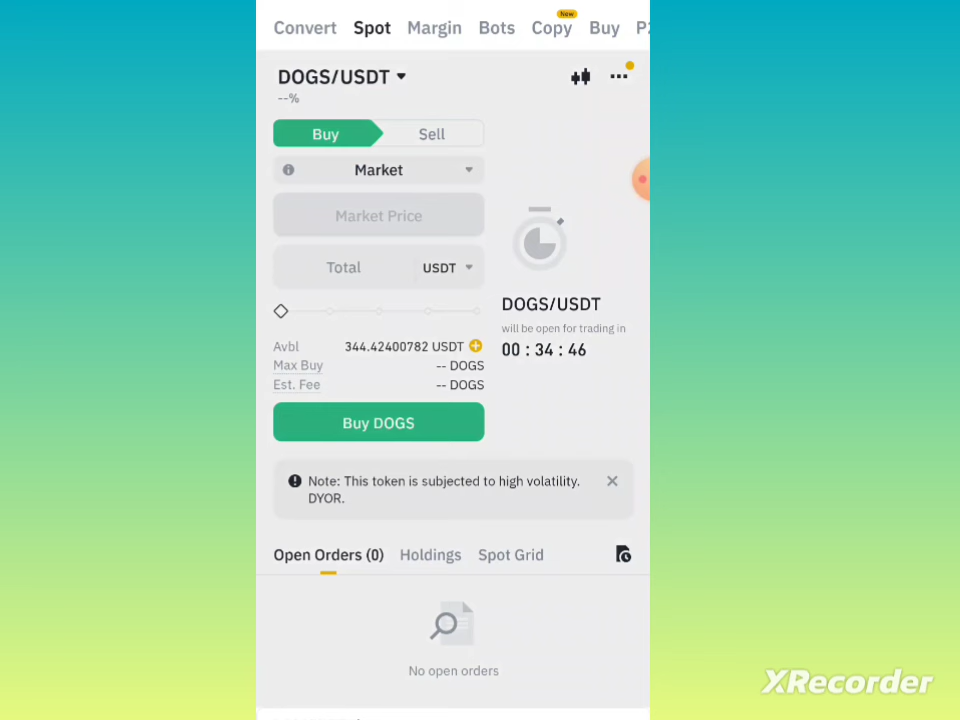 Convert Spot Margin Bots Copy New Buy
DOGS/USDT
--%
Buy Sell
Market
Market Price
Total USDT
DOGS/USDT
will be open for trading in
00 : 34 : 46
Avbl 344.42400782 USDT
Max Buy -- DOGS
Est. Fee -- DOGS
Buy DOGS
Note: This token is subjected to high volatility.
DYOR.
Open Orders (0) Holdings Spot Grid
No open orders
XRecorder